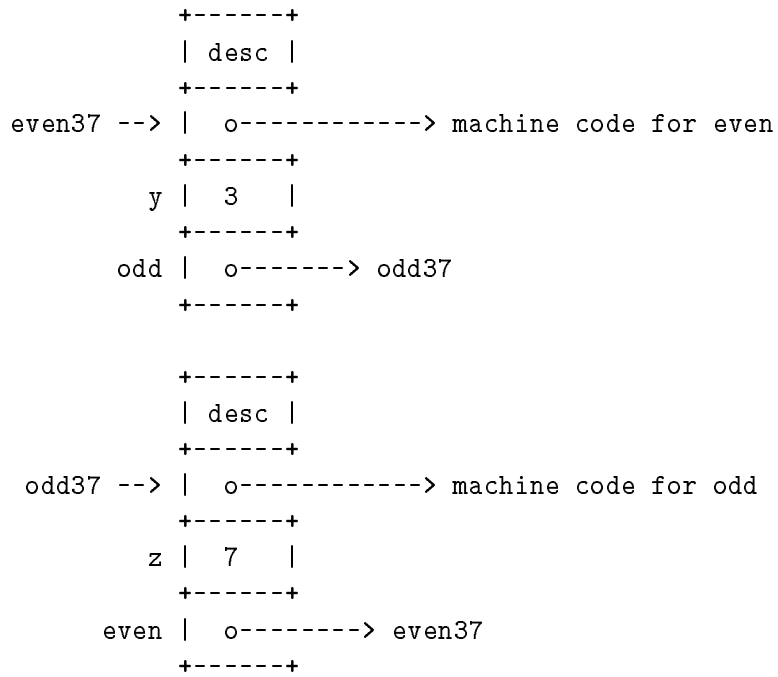 +------+
| desc |
+------+
even37 --> | o------------> machine code for even
+------+
y | 3 |
+------+
odd | o-------> odd37
+------+
+------+
| desc |
+------+
odd37 --> | o------------> machine code for odd
+------+
z | 7 |
+------+
even | o--------> even37
+------+